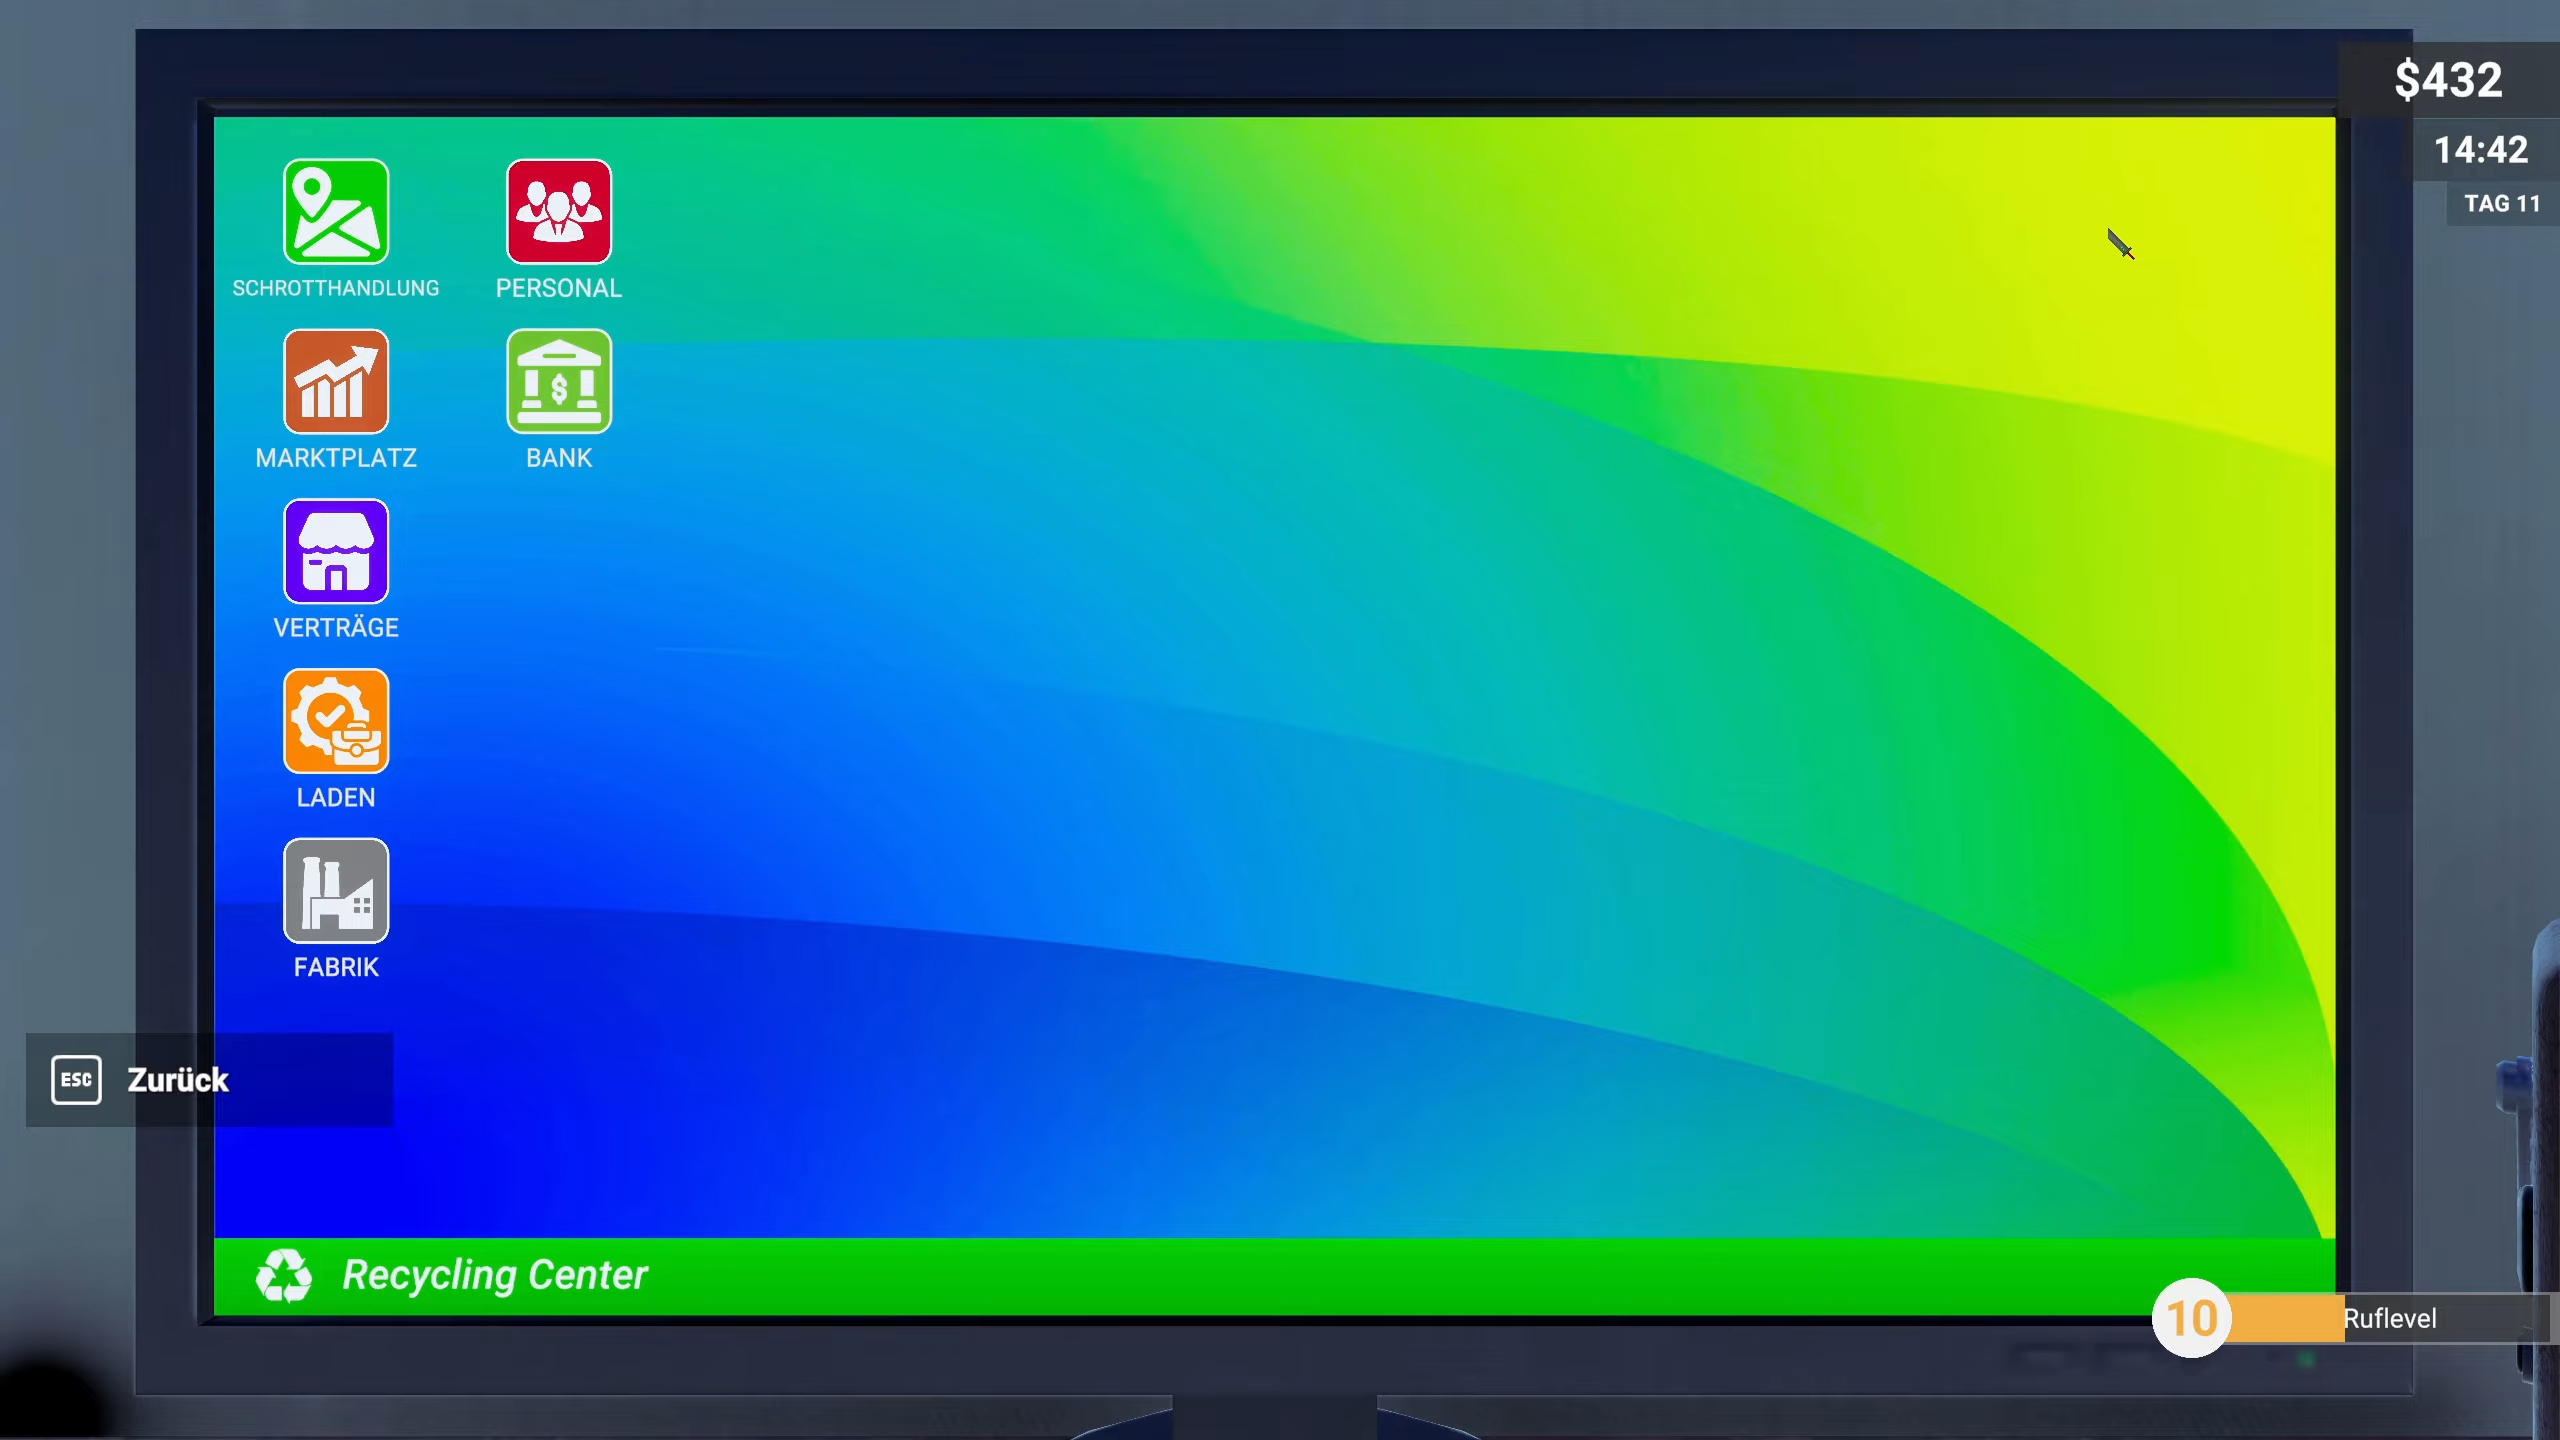 $432
14:42
TAG 11
SCHROTTHANDLUNG
PERSONAL
MARKTPLATZ
BANK
VERTRÄGE
LADEN
FABRIK
ESC Zurück
Recycling Center
10 Ruflevel